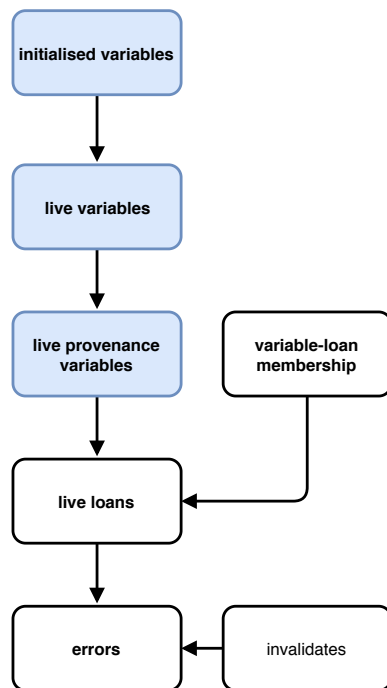 initialised variables
live variables
live provenance
variables
variable-loan
membership
live loans
errors
invalidates